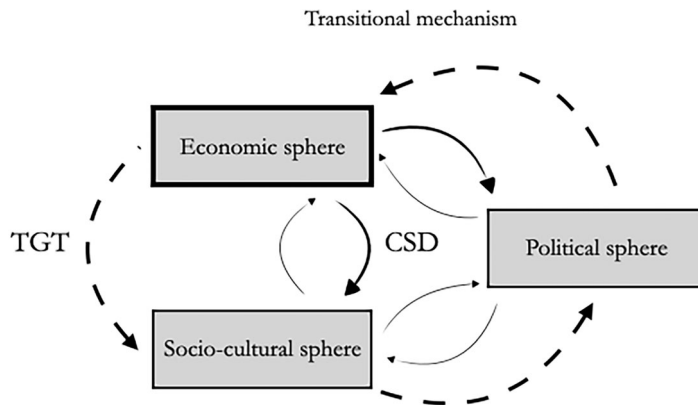 Transitional mechanism
Economic sphere
TGT
CSD
Political sphere
Socio-cultural sphere